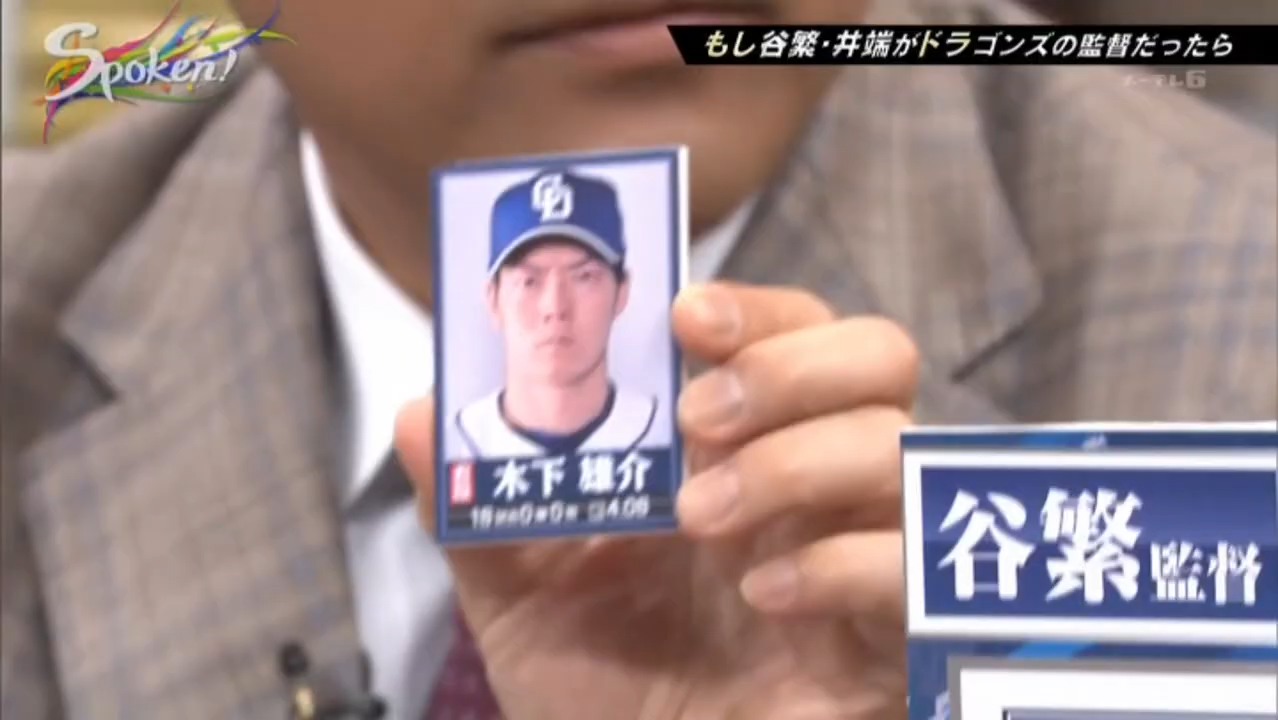 Spoken!
もし谷繁・井端がドラゴンズの監督だったら
メ〜テレ6
CD
木下 雄介
谷繁監督